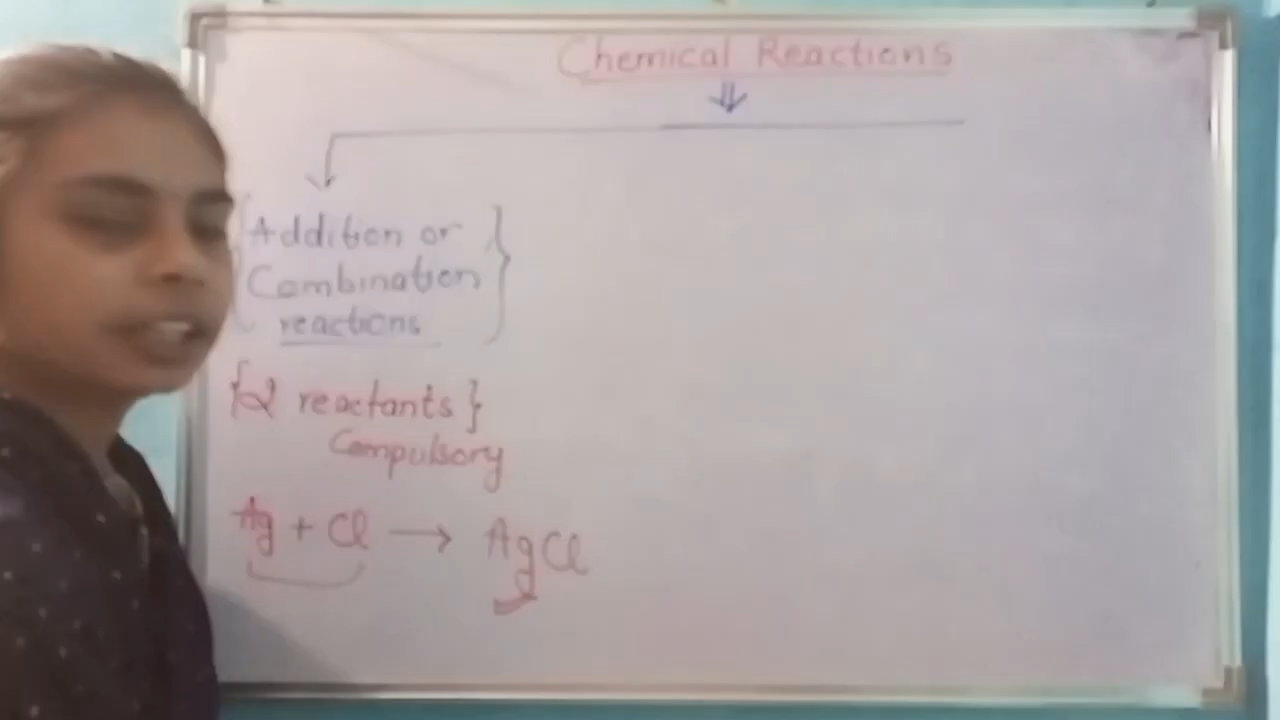 Chemical Reactions
{Addition or
Combination
reactions}
{2 reactants}
Compulsory
Ag + Cl → AgCl